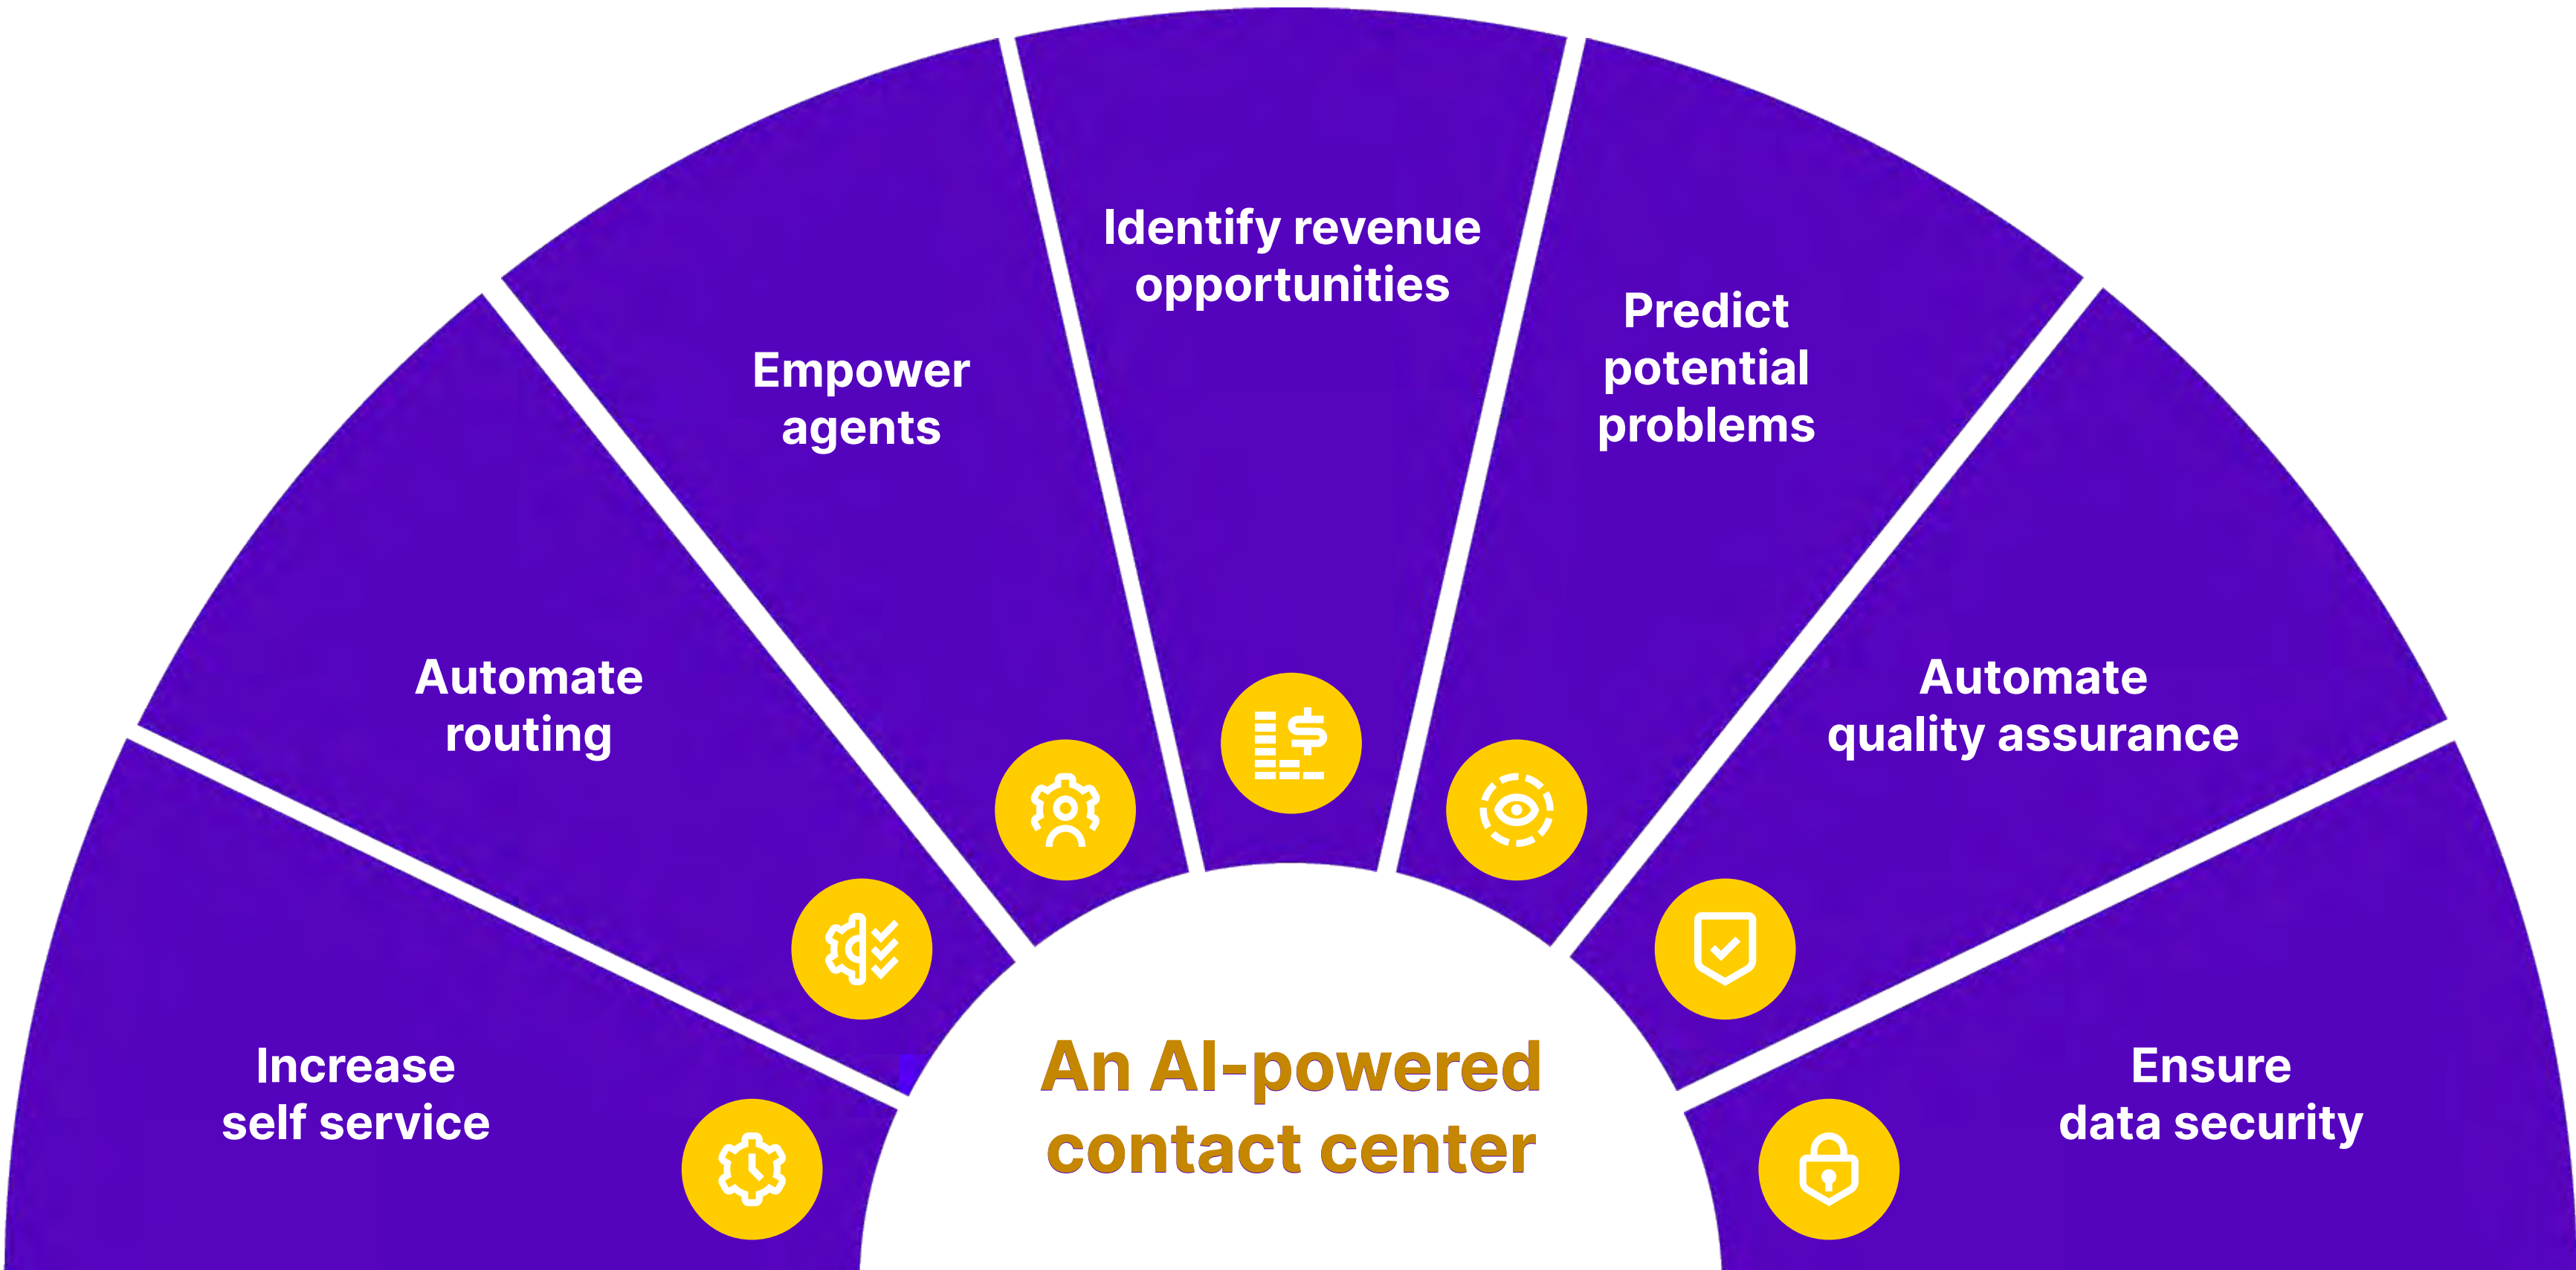 Increase
self service
Automate
routing
Empower
agents
Identify revenue
opportunities
Predict
potential
problems
Automate
quality assurance
Ensure
data security
An AI-powered
contact center